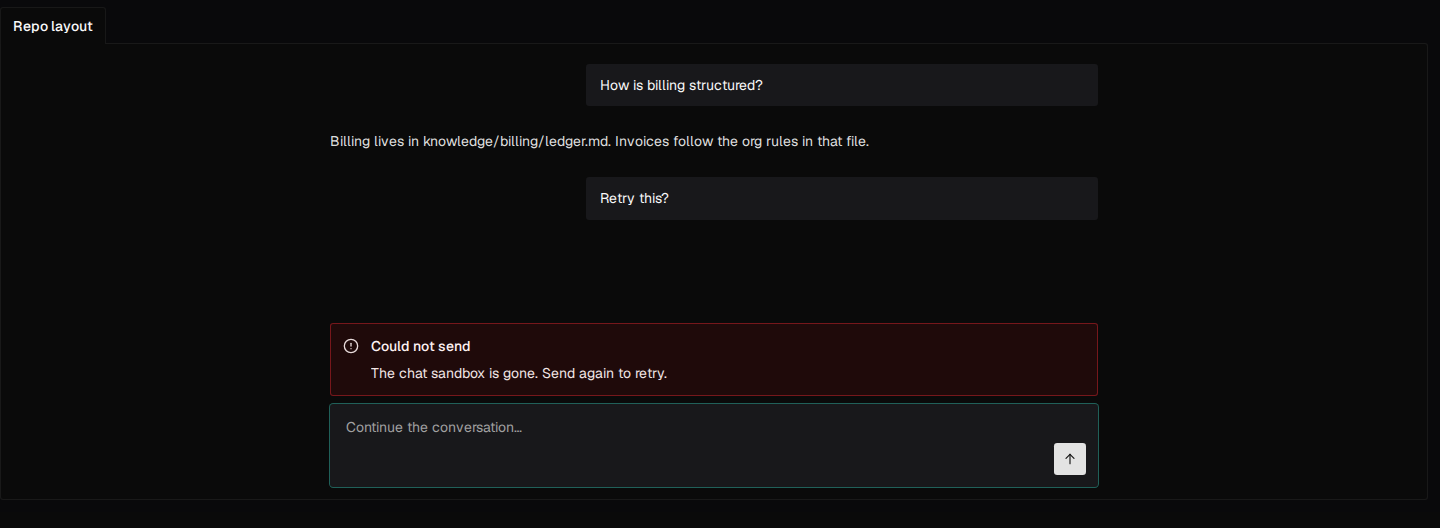 Repo layout
How is billing structured?
Billing lives in knowledge/billing/ledger.md. Invoices follow the org rules in that file.
Retry this?
Could not send
The chat sandbox is gone. Send again to retry.
Continue the conversation…